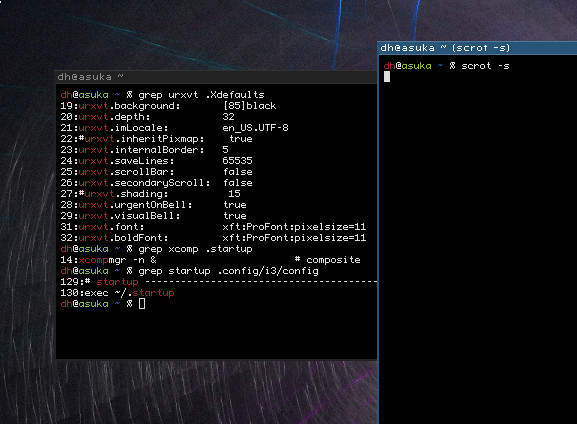 dh@asuka ~ (scrot -s)
dh@asuka ~ % scrot -s
dh@asuka ~
dh@asuka ~ % grep urxvt .Xdefaults
19:urxvt.background:       [85]black
20:urxvt.depth:            32
21:urxvt.imLocale:         en_US.UTF-8
22:#urxvt.inheritPixmap:    true
23:urxvt.internalBorder:   5
24:urxvt.saveLines:        65535
25:urxvt.scrollBar:        false
26:urxvt.secondaryScroll:  false
27:#urxvt.shading:          15
28:urxvt.urgentOnBell:     true
29:urxvt.visualBell:       true
31:urxvt.font:             xft:ProFont:pixelsize=11
32:urxvt.boldFont:         xft:ProFont:pixelsize=11
dh@asuka ~ % grep xcomp .startup
14:xcompmgr -n &                       # composite
dh@asuka ~ % grep startup .config/i3/config
129:# startup ---------------------------------------
130:exec ~/.startup
dh@asuka ~ %